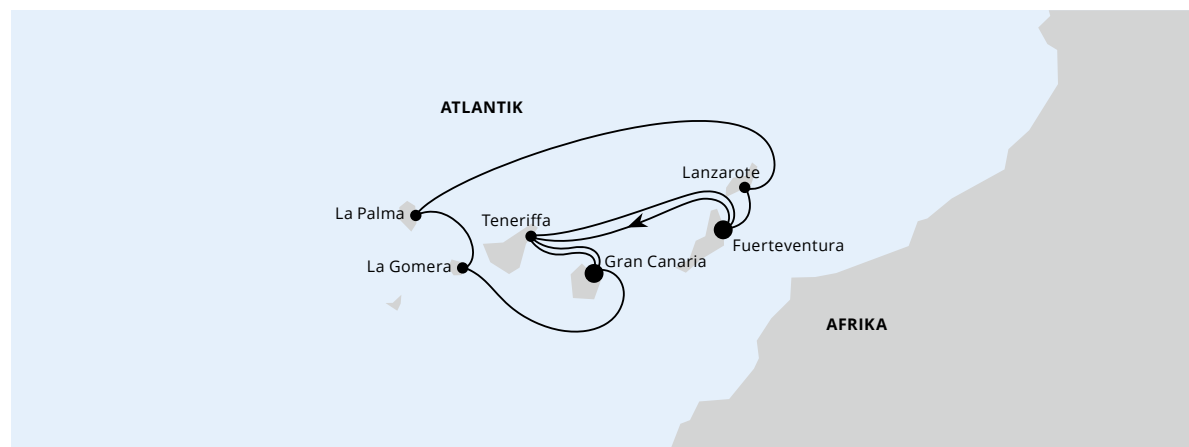 ATLANTIK
Lanzarote
La Palma
Teneriffa
Fuerteventura
Gran Canaria
La Gomera
AFRIKA